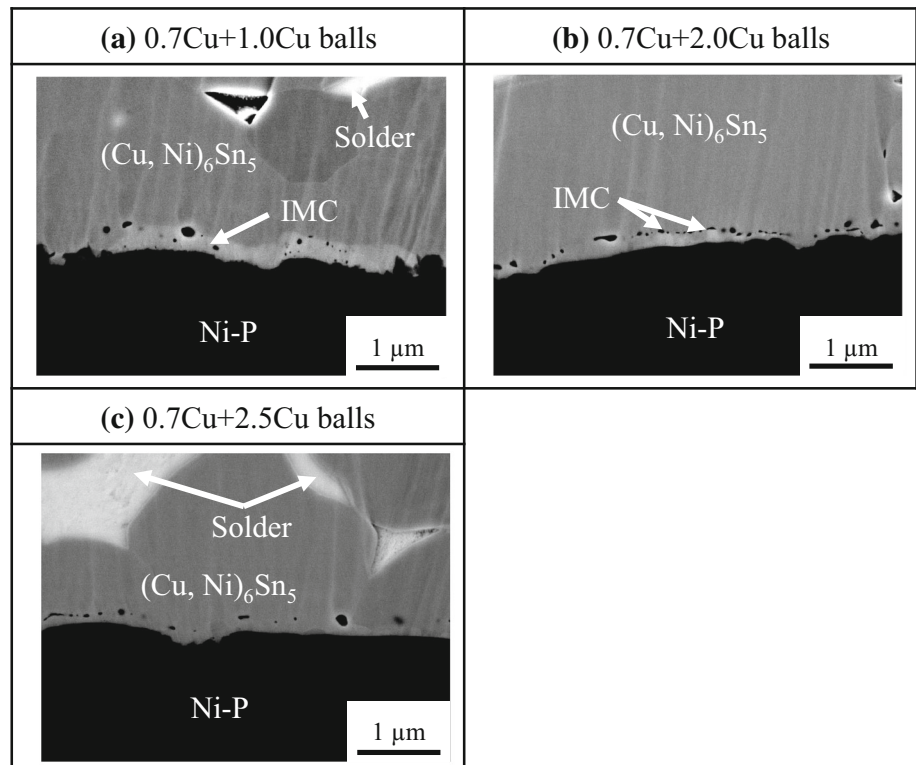 (a) 0.7Cu+1.0Cu balls
Solder
(Cu, Ni)₆Sn₅
IMC
Ni-P
1 µm
(b) 0.7Cu+2.0Cu balls
(Cu, Ni)₆Sn₅
IMC
Ni-P
1 µm
(c) 0.7Cu+2.5Cu balls
Solder
(Cu, Ni)₆Sn₅
Ni-P
1 µm